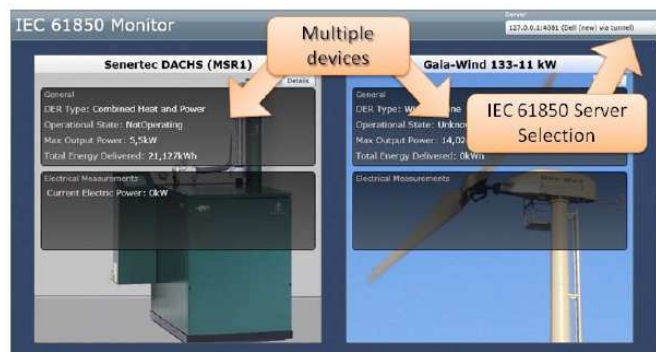 IEC 61850 Monitor
Server
127.0.0.1:4081 (Dell (new) via tunnel)
Multiple
devices
Senertec DACHS (MSR1)
Details
General
DER Type: Combined Heat and Power
Operational State: NotOperating
Max Output Power: 5,5kW
Total Energy Delivered: 21,127kWh
Electrical Measurements
Current Electric Power: 0kW
Gaia-Wind 133-11 kW
General
DER Type:
Operational State:
Max Output Power:
Total Energy Delivered: 0kWh
Electrical Measurements
IEC 61850 Server
Selection